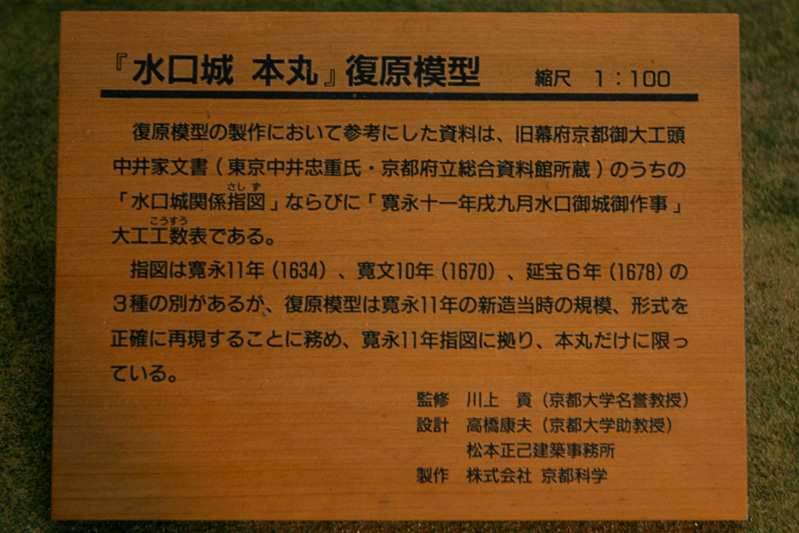 『水口城 本丸』復原模型　縮尺　１：１００
復原模型の製作において参考にした資料は、旧幕府京都御大工頭
中井家文書（東京中井忠重氏・京都府立総合資料館所蔵）のうちの
さしず
「水口城関係指図」ならびに「寛永十一年戌九月水口御城御作事」
こうすう
大工工数表である。
指図は寛永11年（1634）、寛文10年（1670）、延宝６年（1678）の
３種の別があるが、復原模型は寛永11年の新造当時の規模、形式を
正確に再現することに務め、寛永11年指図に拠り、本丸だけに限っ
ている。
監修　川上　貢（京都大学名誉教授）
設計　高橋康夫（京都大学助教授）
松本正己建築事務所
製作　株式会社 京都科学